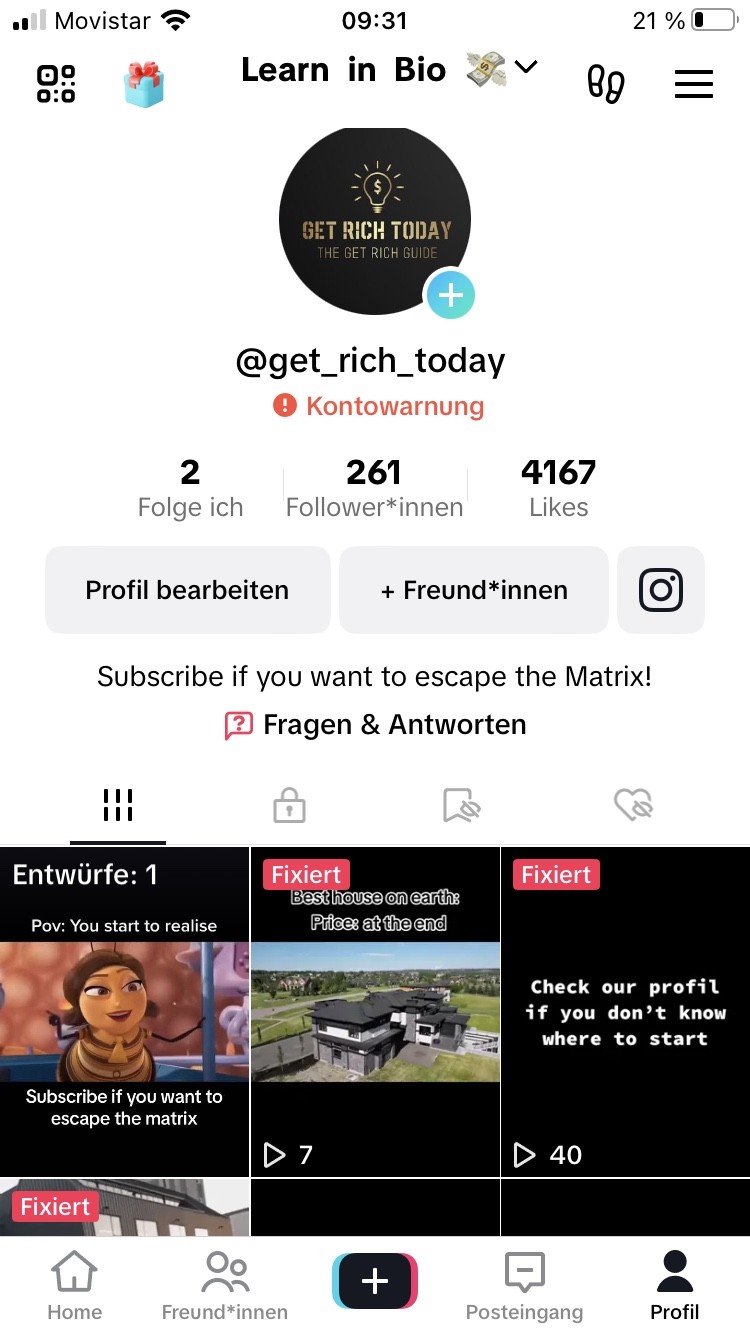 Movistar 09:31 21 %
Learn in Bio
GET RICH TODAY
THE GET RICH GUIDE
@get_rich_today
Kontowarnung
2 261 4167
Folge ich Follower*innen Likes
Profil bearbeiten + Freund*innen
Subscribe if you want to escape the Matrix!
Fragen & Antworten
Entwürfe: 1
Pov: You start to realise
Subscribe if you want to
escape the matrix
Fixiert
Best house on earth:
Price: at the end
7
Fixiert
Check our profil
if you don't know
where to start
40
Fixiert
Home Freund*innen Posteingang Profil